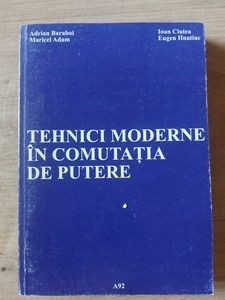 Adrian Baraboi
Maricel Adam
Ioan Ciutea
Eugen Hnatiuc
TEHNICI MODERNE
ÎN COMUTAȚIA
DE PUTERE
A92